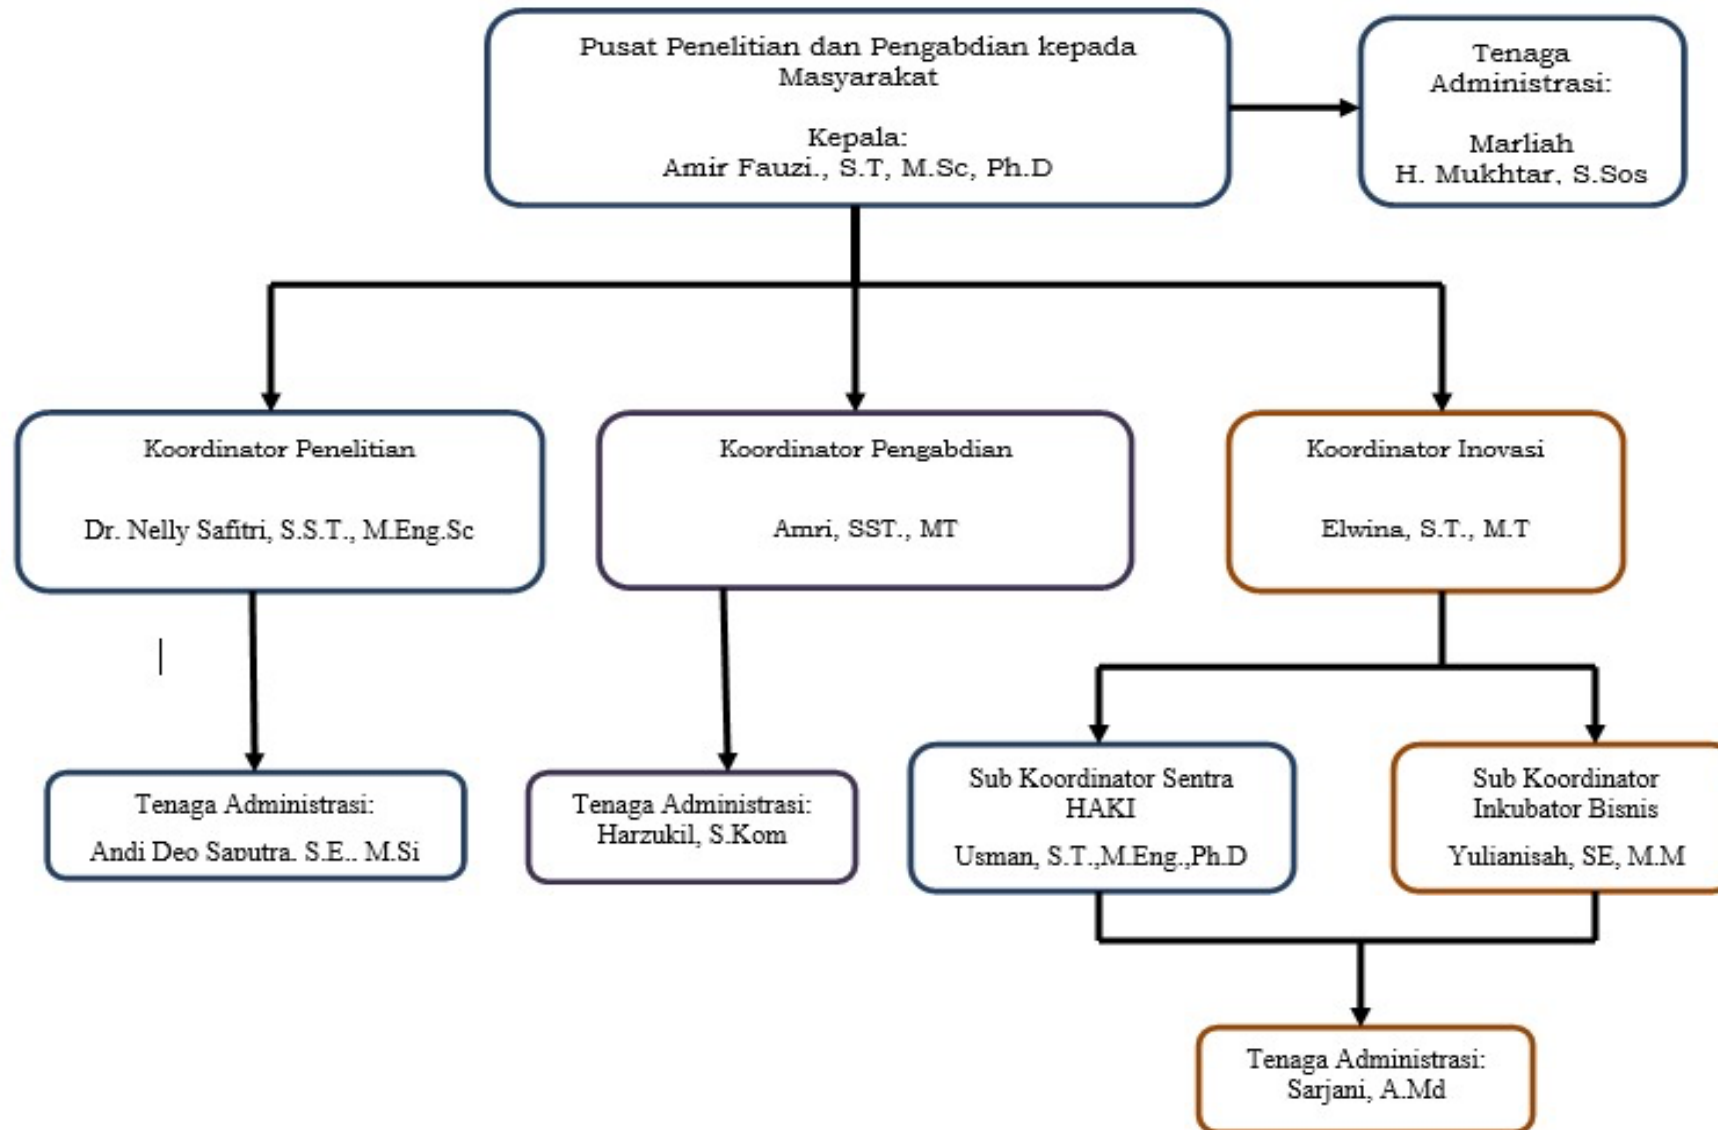 Pusat Penelitian dan Pengabdian kepada
Masyarakat
Kepala:
Amir Fauzi., S.T, M.Sc, Ph.D
Tenaga
Administrasi:
Marliah
H. Mukhtar, S.Sos
Koordinator Penelitian
Dr. Nelly Safitri, S.S.T., M.Eng.Sc
Koordinator Pengabdian
Amri, SST., MT
Koordinator Inovasi
Elwina, S.T., M.T
Tenaga Administrasi:
Andi Deo Saputra, S.E., M.Si
Tenaga Administrasi:
Harzukil, S.Kom
Sub Koordinator Sentra
HAKI
Usman, S.T.,M.Eng.,Ph.D
Sub Koordinator
Inkubator Bisnis
Yulianisah, SE, M.M
Tenaga Administrasi:
Sarjani, A.Md